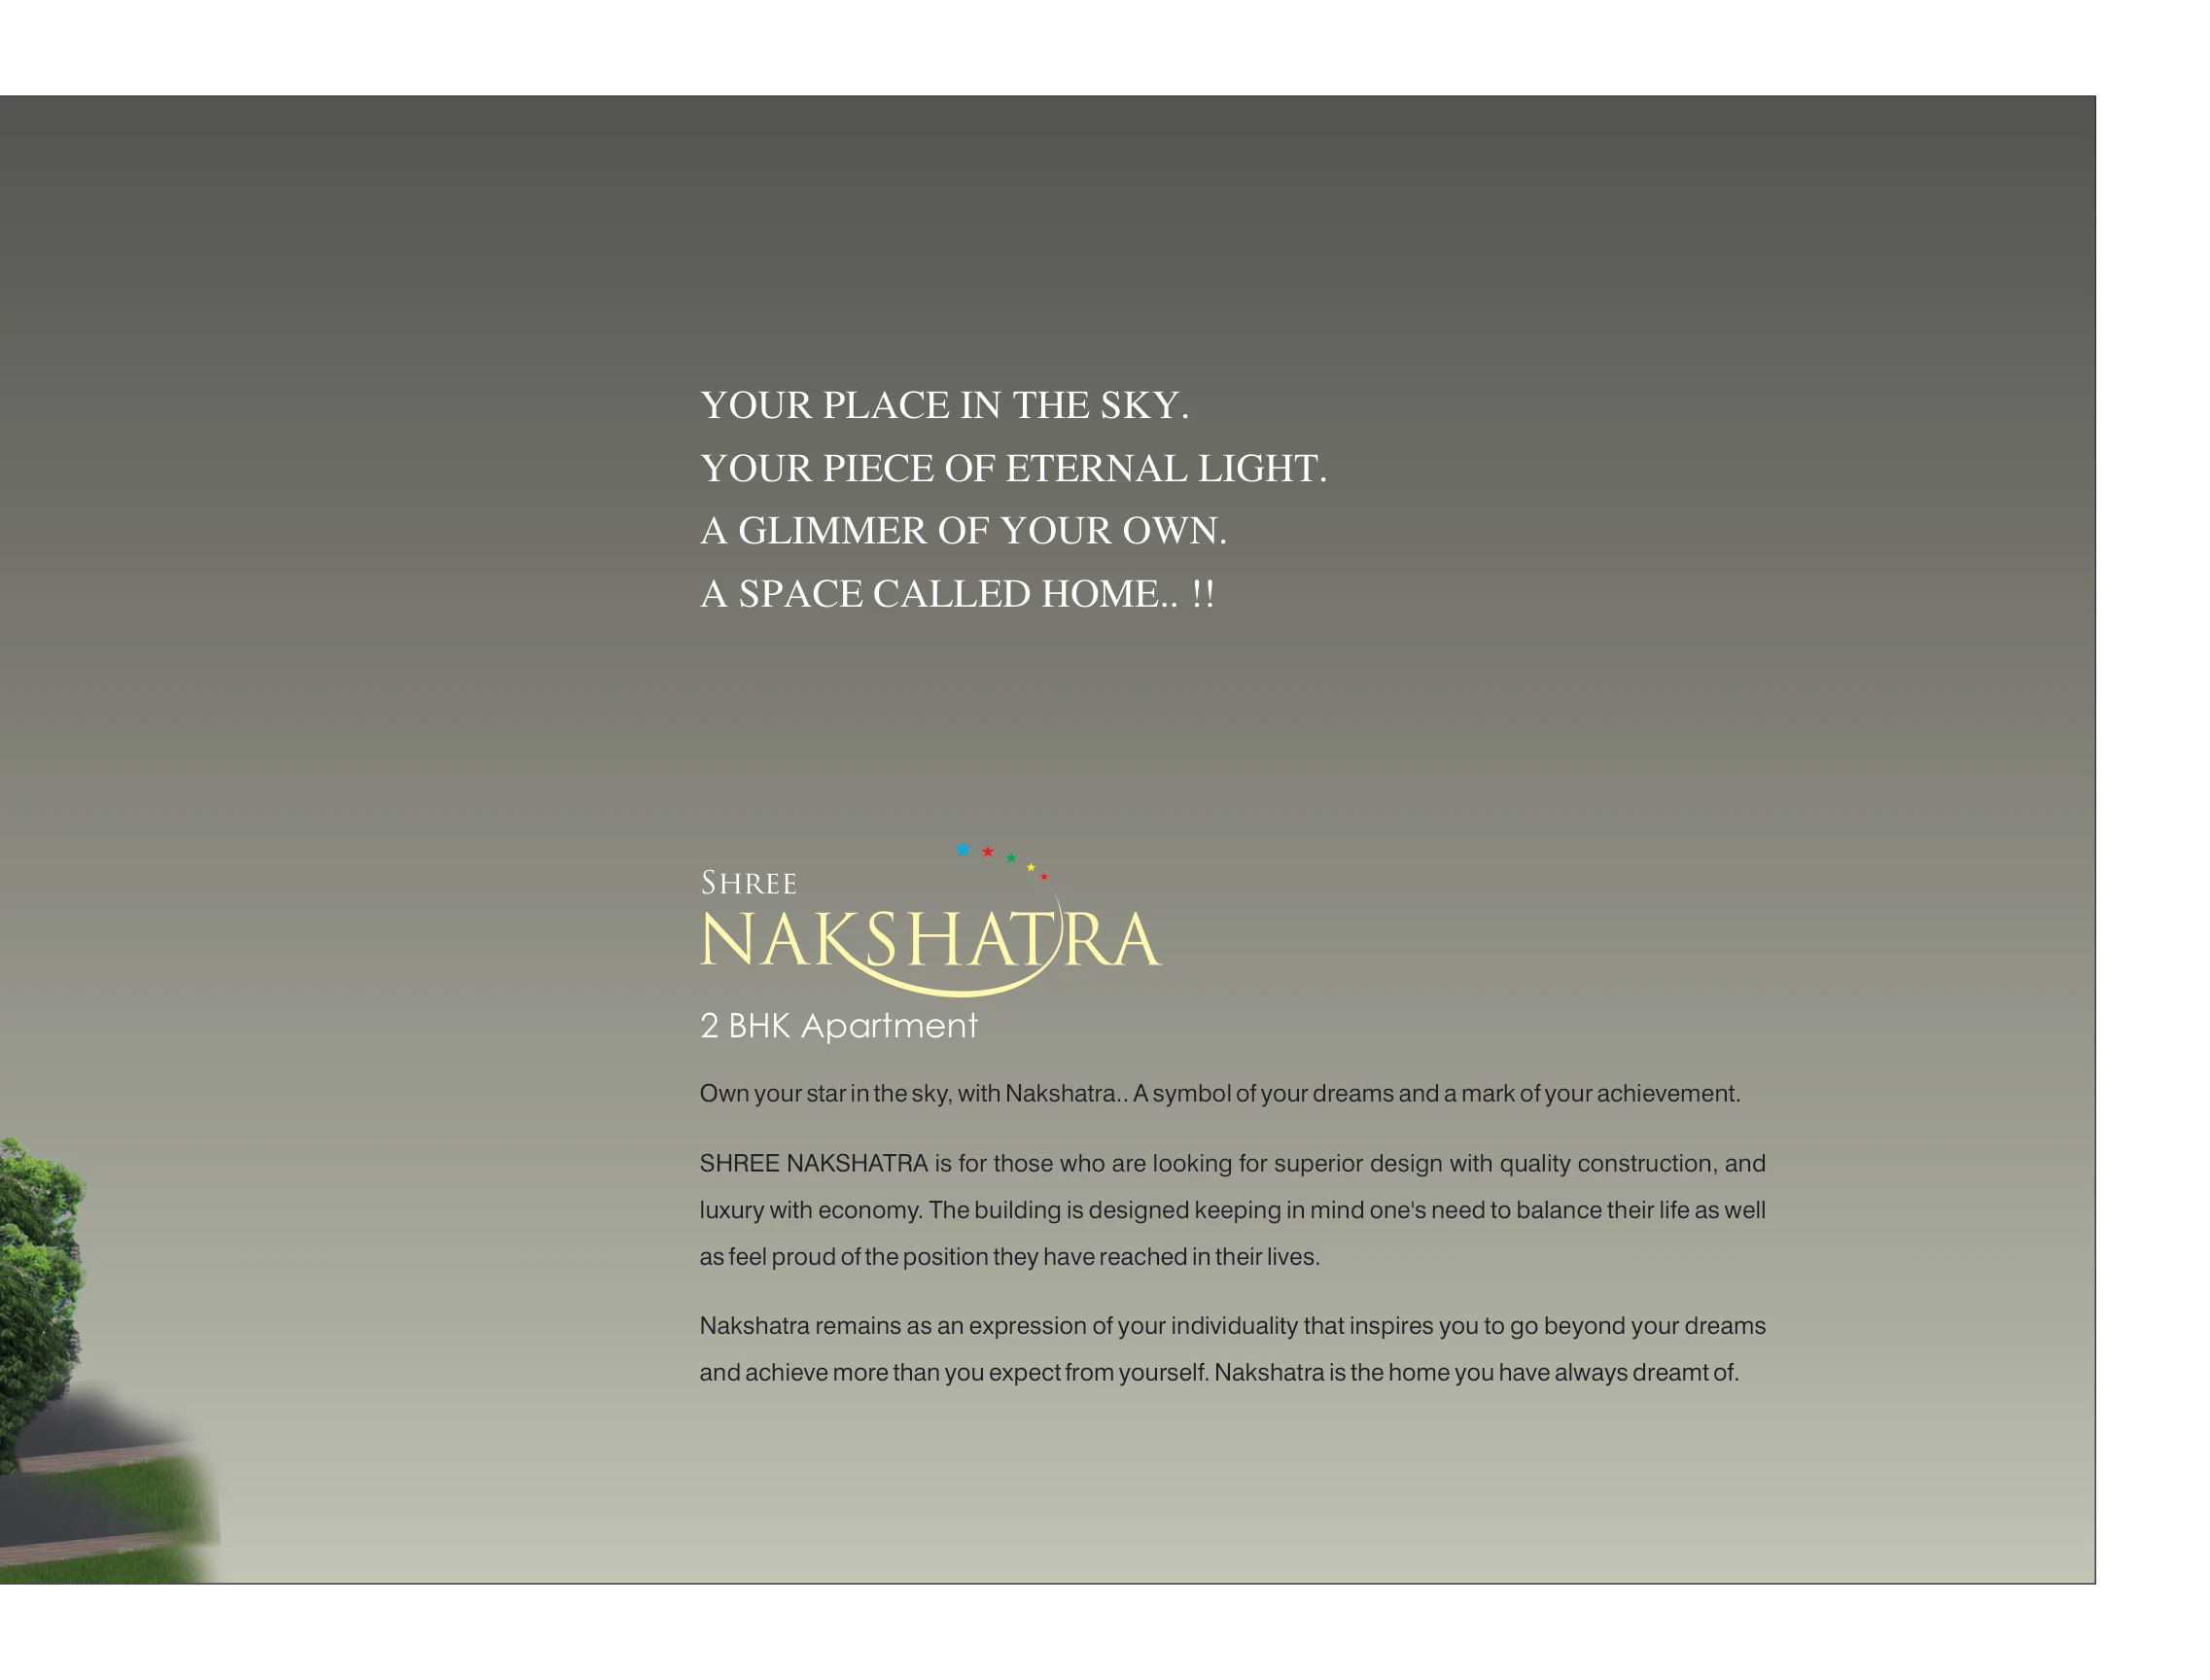 YOUR PLACE IN THE SKY.
YOUR PIECE OF ETERNAL LIGHT.
A GLIMMER OF YOUR OWN.
A SPACE CALLED HOME.. !!
SHREE
NAKSHATRA
2 BHK Apartment
Own your star in the sky, with Nakshatra.. A symbol of your dreams and a mark of your achievement.
SHREE NAKSHATRA is for those who are looking for superior design with quality construction, and
luxury with economy. The building is designed keeping in mind one's need to balance their life as well
as feel proud of the position they have reached in their lives.
Nakshatra remains as an expression of your individuality that inspires you to go beyond your dreams
and achieve more than you expect from yourself. Nakshatra is the home you have always dreamt of.